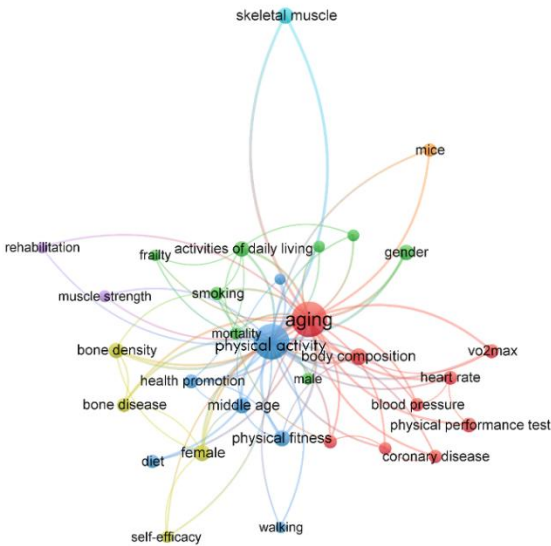 skeletal muscle
mice
rehabilitation
frailty
activities of daily living
gender
muscle strength
smoking
aging
mortality
physical activity
bone density
body composition
vo2max
health promotion
male
heart rate
bone disease
middle age
blood pressure
physical performance test
physical fitness
female
coronary disease
diet
walking
self-efficacy